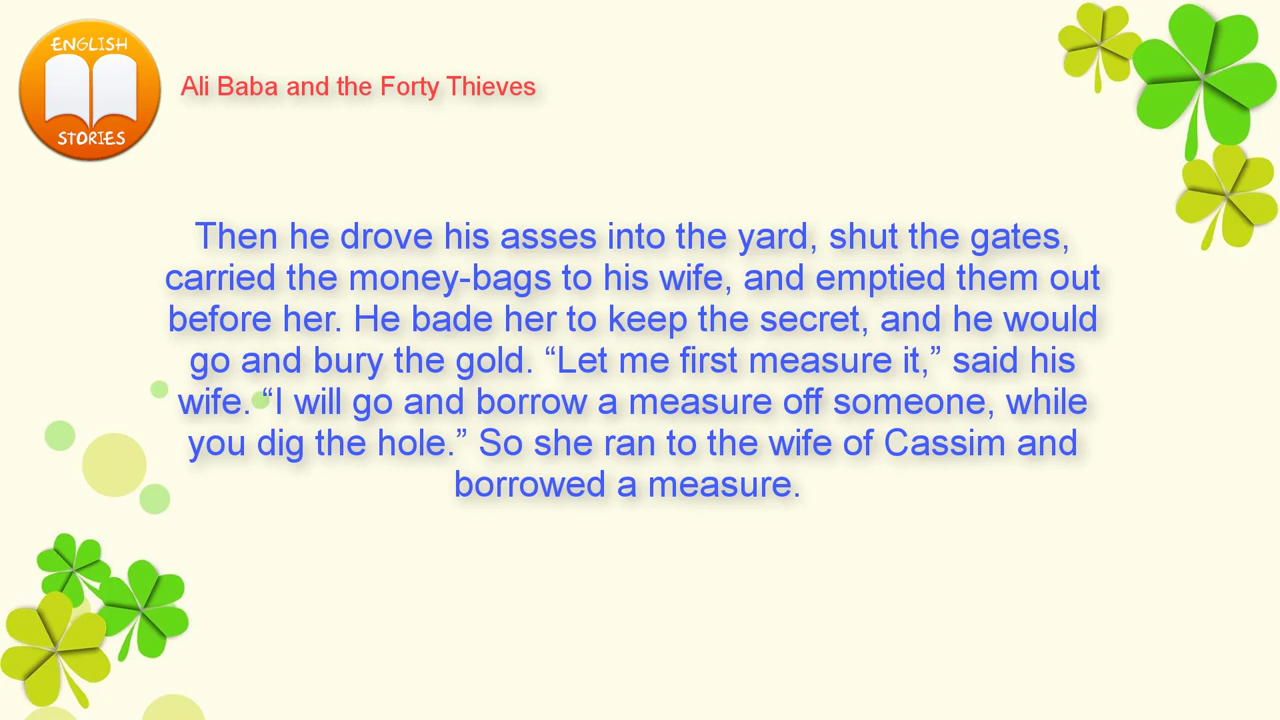 ENGLISH
STORIES
Ali Baba and the Forty Thieves
Then he drove his asses into the yard, shut the gates,
carried the money-bags to his wife, and emptied them out
before her. He bade her to keep the secret, and he would
go and bury the gold. “Let me first measure it,” said his
wife. “I will go and borrow a measure off someone, while
you dig the hole.” So she ran to the wife of Cassim and
borrowed a measure.